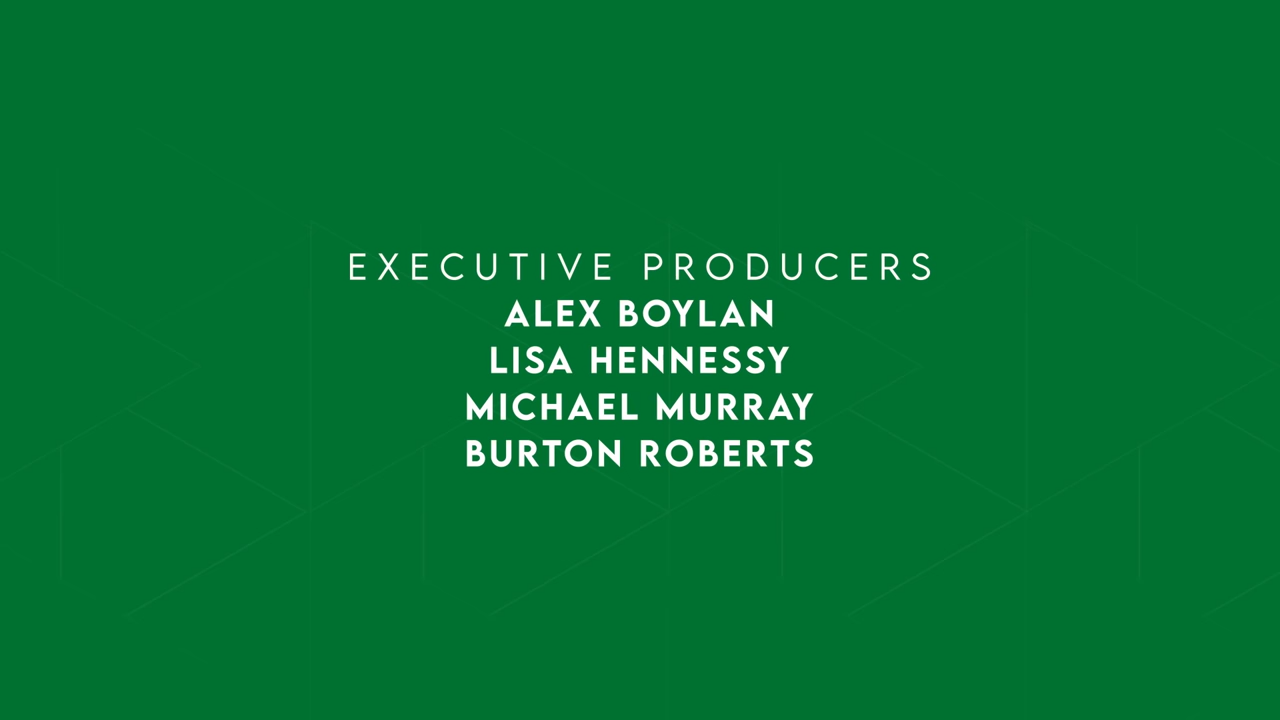 EXECUTIVE PRODUCERS
ALEX BOYLAN
LISA HENNESSY
MICHAEL MURRAY
BURTON ROBERTS